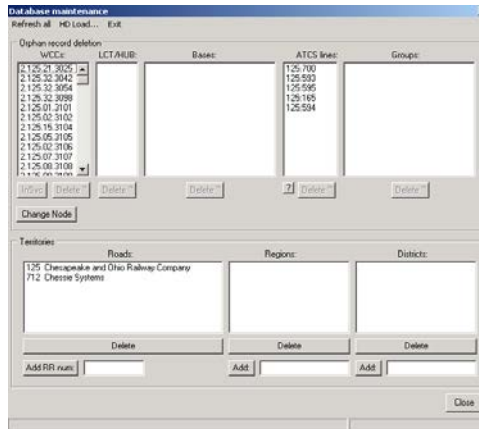 Database maintenance
Refresh all HD Load... Exit
Orphan record deletion
WCCs: LCT/HUB: Bases: ATCS lines: Groups:
2.125.21.3025
2.125.32.3042
2.125.32.3054
2.125.32.3098
2.125.01.3101
2.125.02.3102
2.125.15.3104
2.125.05.3105
2.125.02.3106
2.125.07.3107
2.125.08.3108
125:700
125:593
125:595
125:165
125:594
InSvc Delete * Delete * Delete * ? Delete * Delete *
Change Node
Territories
Roads: Regions: Districts:
125 Chesapeake and Ohio Railway Company
712 Chessie Systems
Delete Delete Delete
Add RR num: Add: Add:
Close